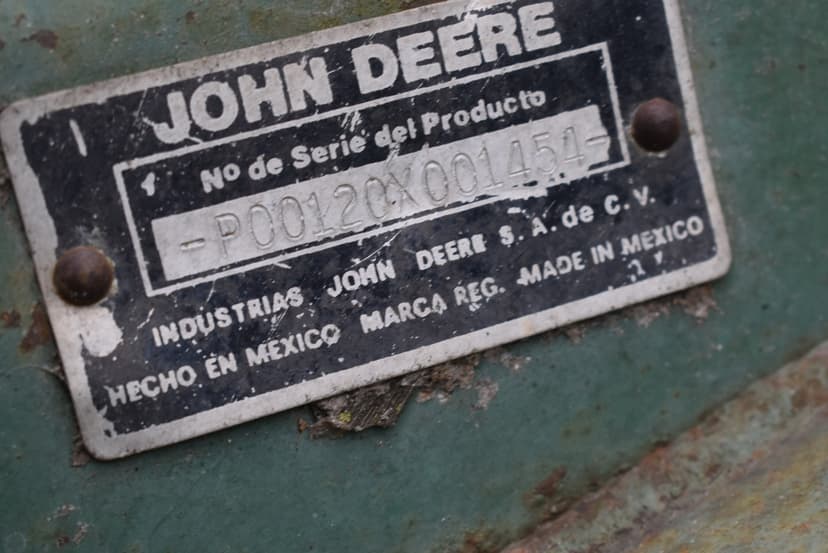 JOHN DEERE
Nº de Serie del Producto
-P00120X001454-
INDUSTRIAS JOHN DEERE S.A. de C.V.
HECHO EN MEXICO MARCA REG. MADE IN MEXICO